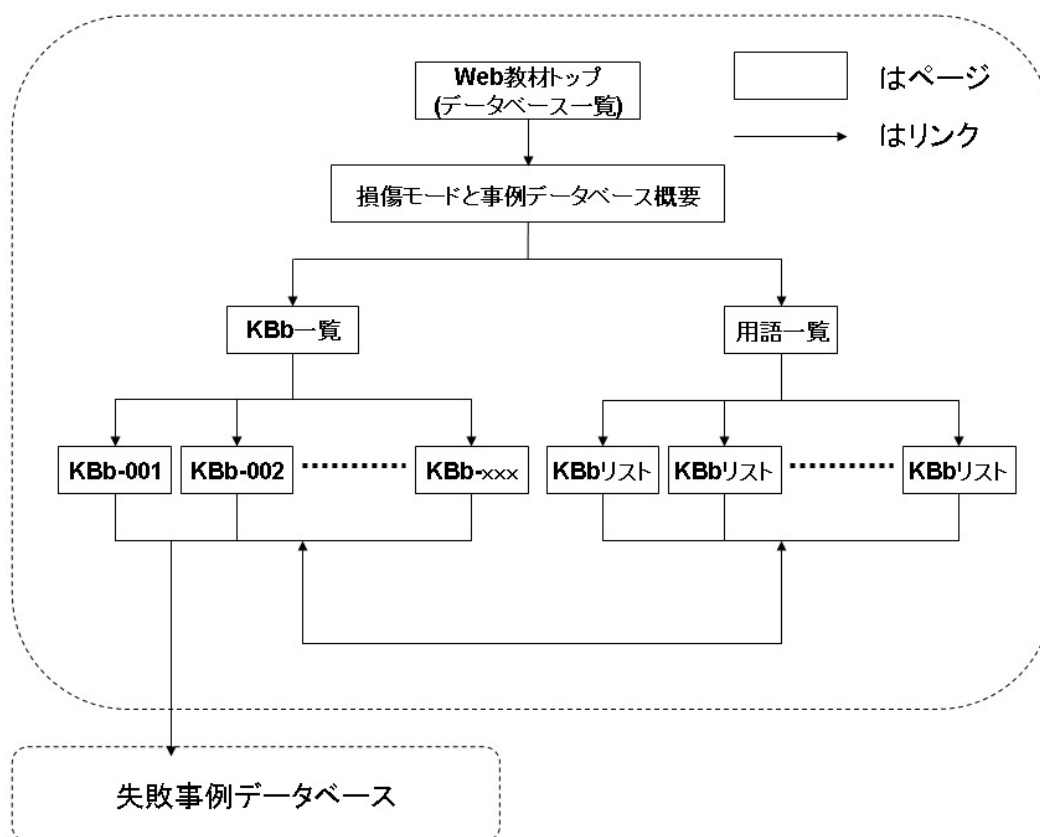 Web教材トップ
(データベース一覧)
はページ
はリンク
損傷モードと事例データベース概要
KBb一覧
用語一覧
KBb-001
KBb-002
KBb-xxx
KBbリスト
KBbリスト
KBbリスト
失敗事例データベース